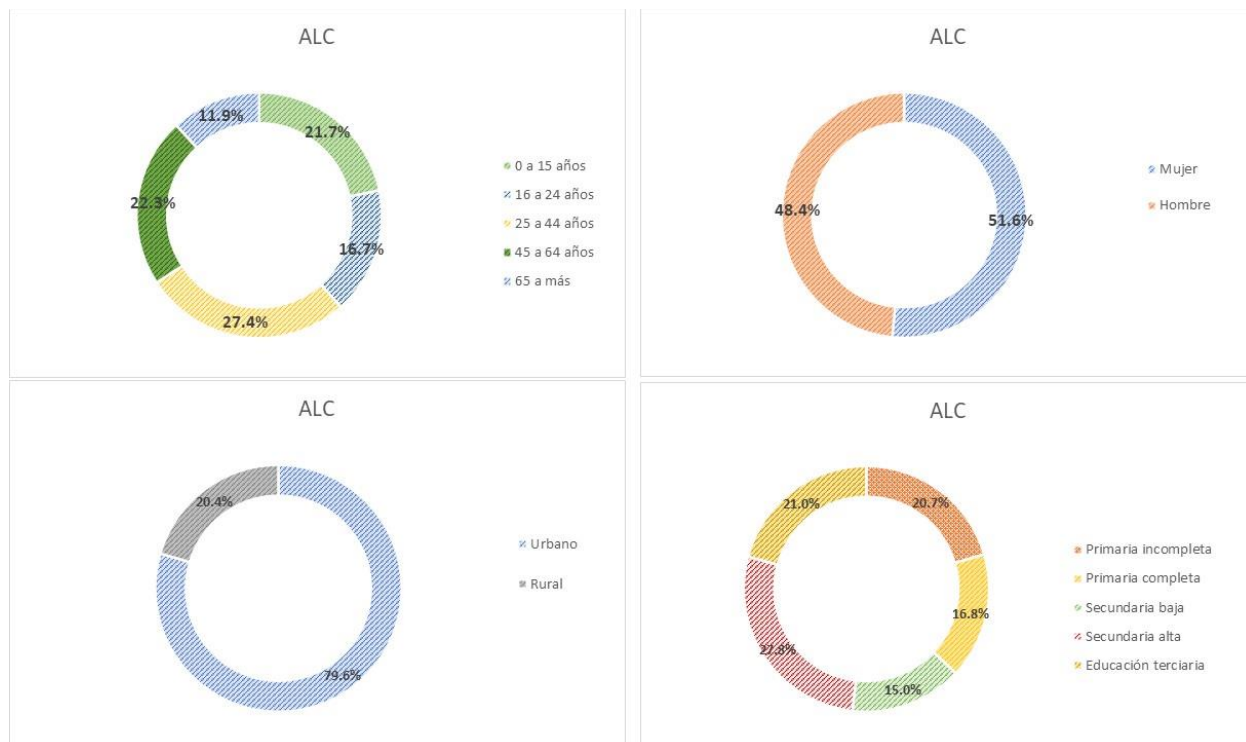 ALC
11.9%
21.7%
22.3%
16.7%
27.4%
0 a 15 años
16 a 24 años
25 a 44 años
45 a 64 años
65 a más
ALC
48.4%
51.6%
Mujer
Hombre
ALC
20.4%
79.6%
Urbano
Rural
ALC
21.0%
20.7%
16.8%
27.8%
15.0%
Primaria incompleta
Primaria completa
Secundaria baja
Secundaria alta
Educación terciaria